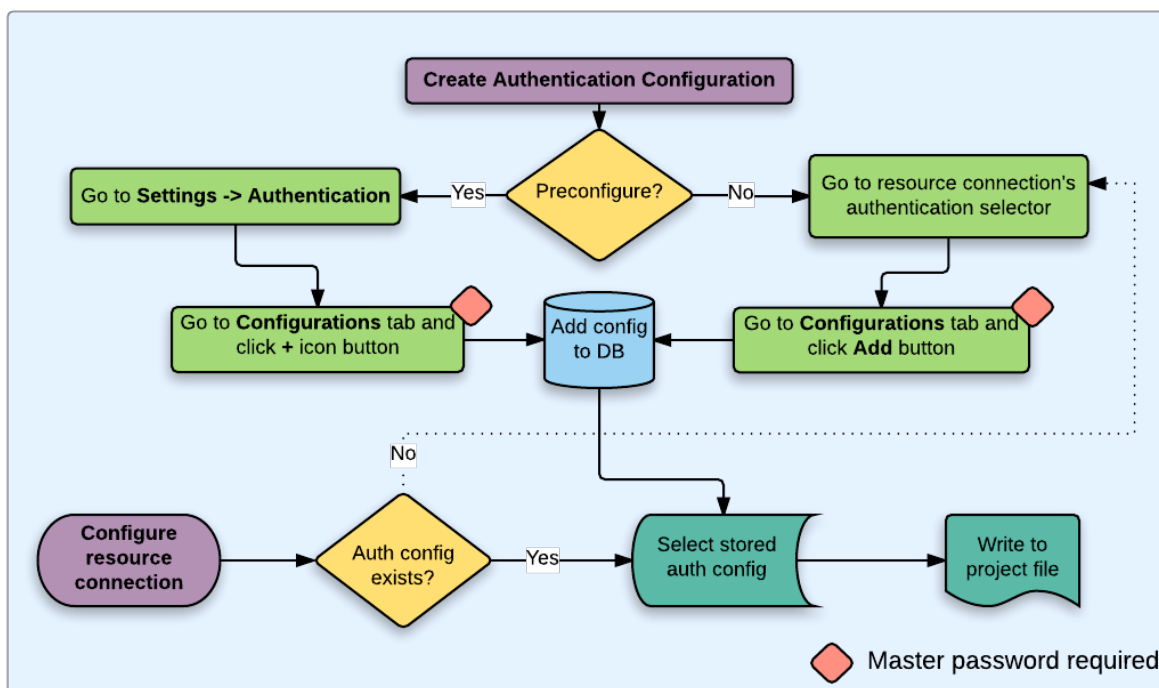 Create Authentication Configuration
Preconfigure?
Yes
No
Go to Settings -> Authentication
Go to resource connection's
authentication selector
Go to Configurations tab and
click + icon button
Add config
to DB
Go to Configurations tab and
click Add button
No
Configure
resource
connection
Auth config
exists?
Yes
Select stored
auth config
Write to
project file
Master password required